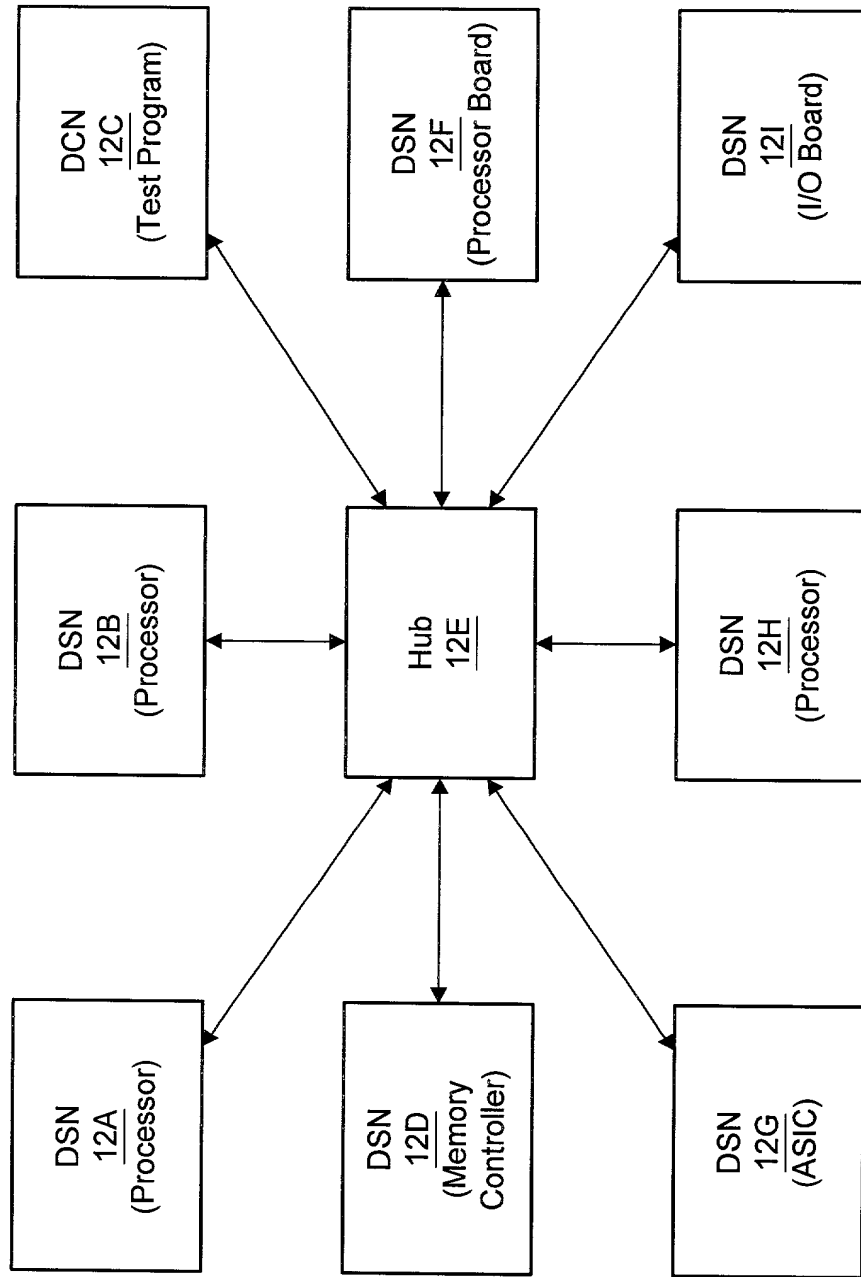 DSN
12A
(Processor)
DSN
12B
(Processor)
DCN
12C
(Test Program)
DSN
12D
(Memory
Controller)
Hub
12E
DSN
12F
(Processor Board)
DSN
12G
(ASIC)
DSN
12H
(Processor)
DSN
12I
(I/O Board)